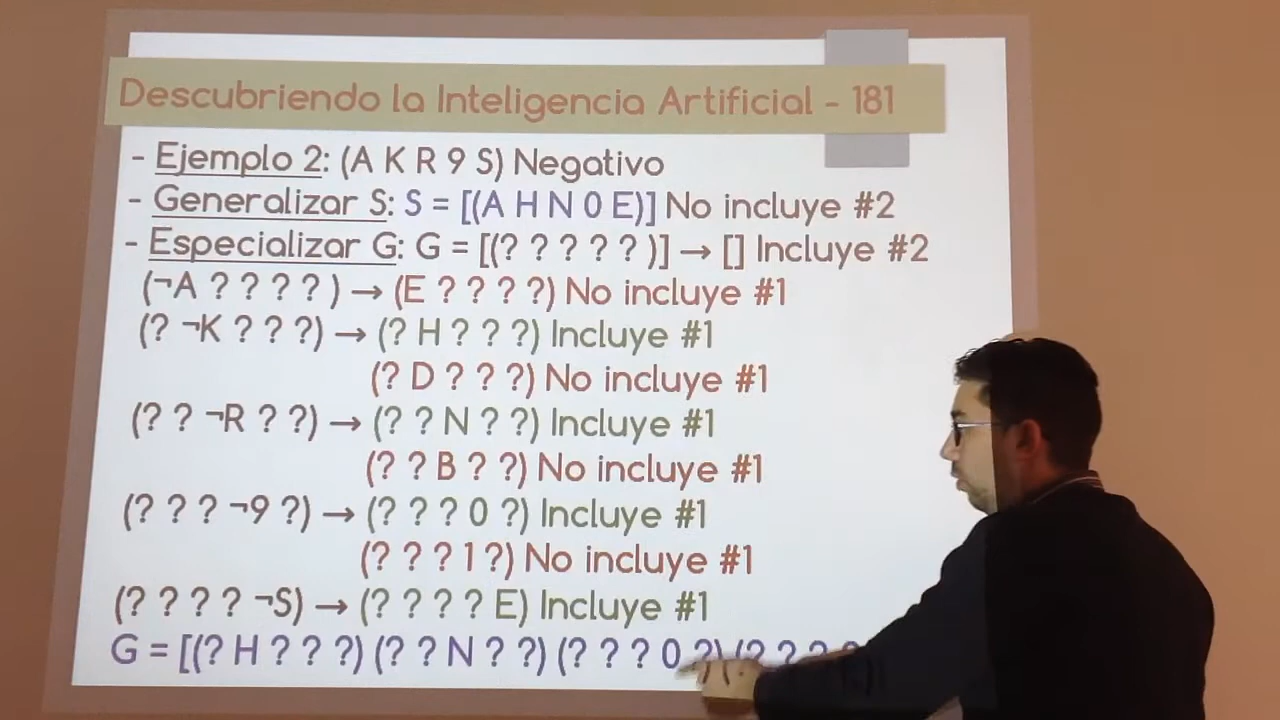 Descubriendo la Inteligencia Artificial - 181
- Ejemplo 2: (A K R 9 S) Negativo
- Generalizar S: S = [(A H N 0 E)] No incluye #2
- Especializar G: G = [(? ? ? ? ? )] → [] Incluye #2
(¬A ? ? ? ? ) → (E ? ? ? ?) No incluye #1
(? ¬K ? ? ?) → (? H ? ? ?) Incluye #1
(? D ? ? ?) No incluye #1
(? ? ¬R ? ?) → (? ? N ? ?) Incluye #1
(? ? B ? ?) No incluye #1
(? ? ? ¬9 ?) → (? ? ? 0 ?) Incluye #1
(? ? ? 1 ?) No incluye #1
(? ? ? ? ¬S) → (? ? ? ? E) Incluye #1
G = [(? H ? ? ?) (? ? N ? ?) (? ? ? 0 ?) (? ? ? ?